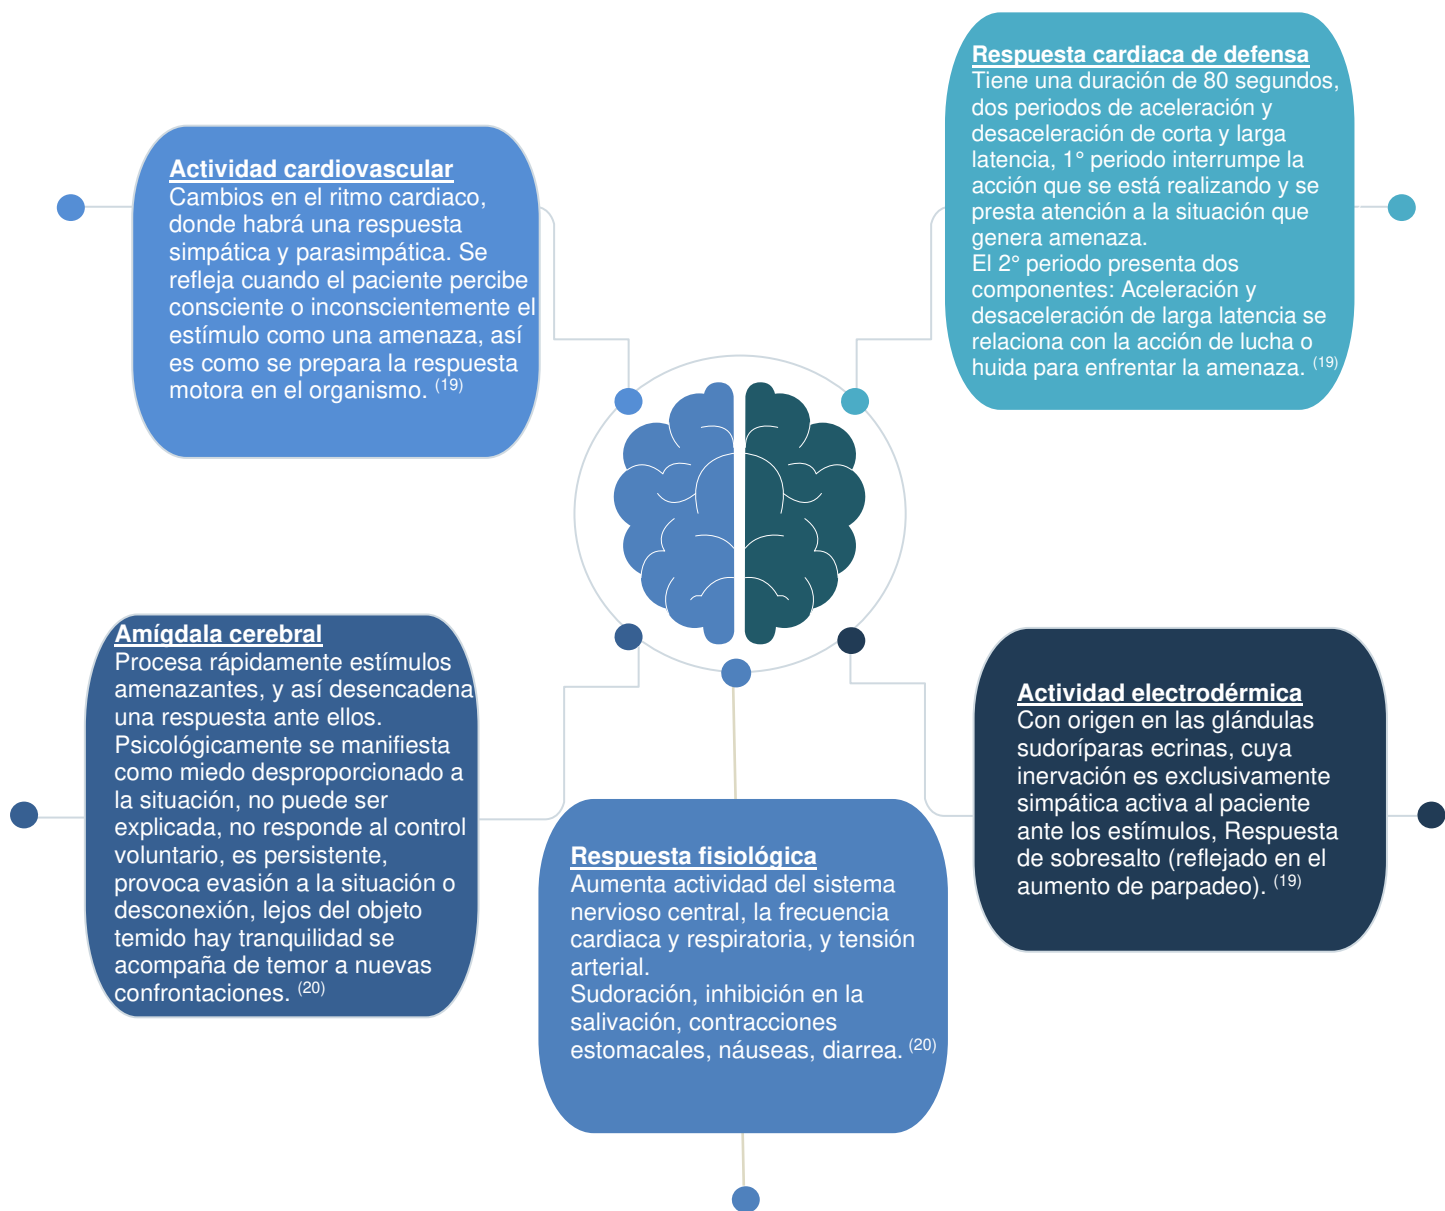 Actividad cardiovascular
Cambios en el ritmo cardiaco,
donde habrá una respuesta
simpática y parasimpática. Se
refleja cuando el paciente percibe
consciente o inconscientemente el
estímulo como una amenaza, así
es como se prepara la respuesta
motora en el organismo. (19)
Respuesta cardiaca de defensa
Tiene una duración de 80 segundos,
dos periodos de aceleración y
desaceleración de corta y larga
latencia, 1° periodo interrumpe la
acción que se está realizando y se
presta atención a la situación que
genera amenaza.
El 2° periodo presenta dos
componentes: Aceleración y
desaceleración de larga latencia se
relaciona con la acción de lucha o
huida para enfrentar la amenaza. (19)
Amígdala cerebral
Procesa rápidamente estímulos
amenazantes, y así desencadena
una respuesta ante ellos.
Psicológicamente se manifiesta
como miedo desproporcionado a
la situación, no puede ser
explicada, no responde al control
voluntario, es persistente,
provoca evasión a la situación o
desconexión, lejos del objeto
temido hay tranquilidad se
acompaña de temor a nuevas
confrontaciones. (20)
Respuesta fisiológica
Aumenta actividad del sistema
nervioso central, la frecuencia
cardiaca y respiratoria, y tensión
arterial.
Sudoración, inhibición en la
salivación, contracciones
estomacales, náuseas, diarrea. (20)
Actividad electrodérmica
Con origen en las glándulas
sudoríparas ecrinas, cuya
inervación es exclusivamente
simpática activa al paciente
ante los estímulos, Respuesta
de sobresalto (reflejado en el
aumento de parpadeo). (19)